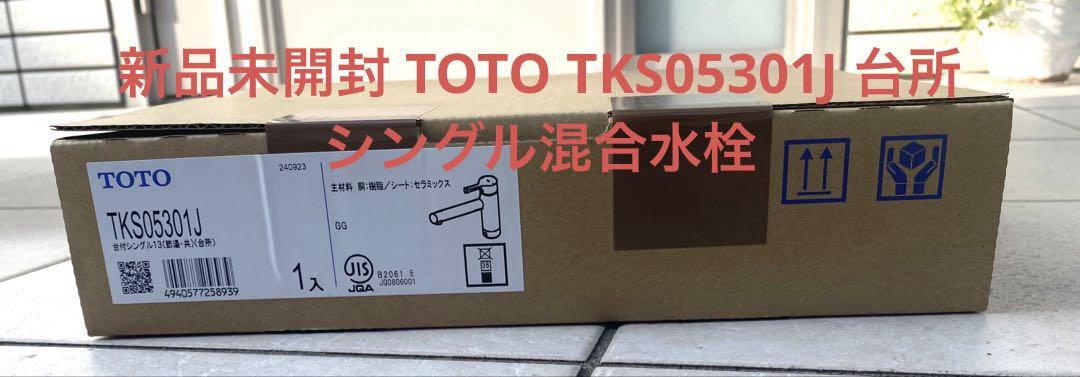 新品未開封 TOTO TKS05301J 台所
シングル混合水栓
TOTO
240923
TKS05301J
台付シングル13(節湯・共)(台所)
4940577258939
1入
主材料 胴:樹脂/シート:セラミックス
GG
JIS
JQA
B2061 E
JQ0806001
36